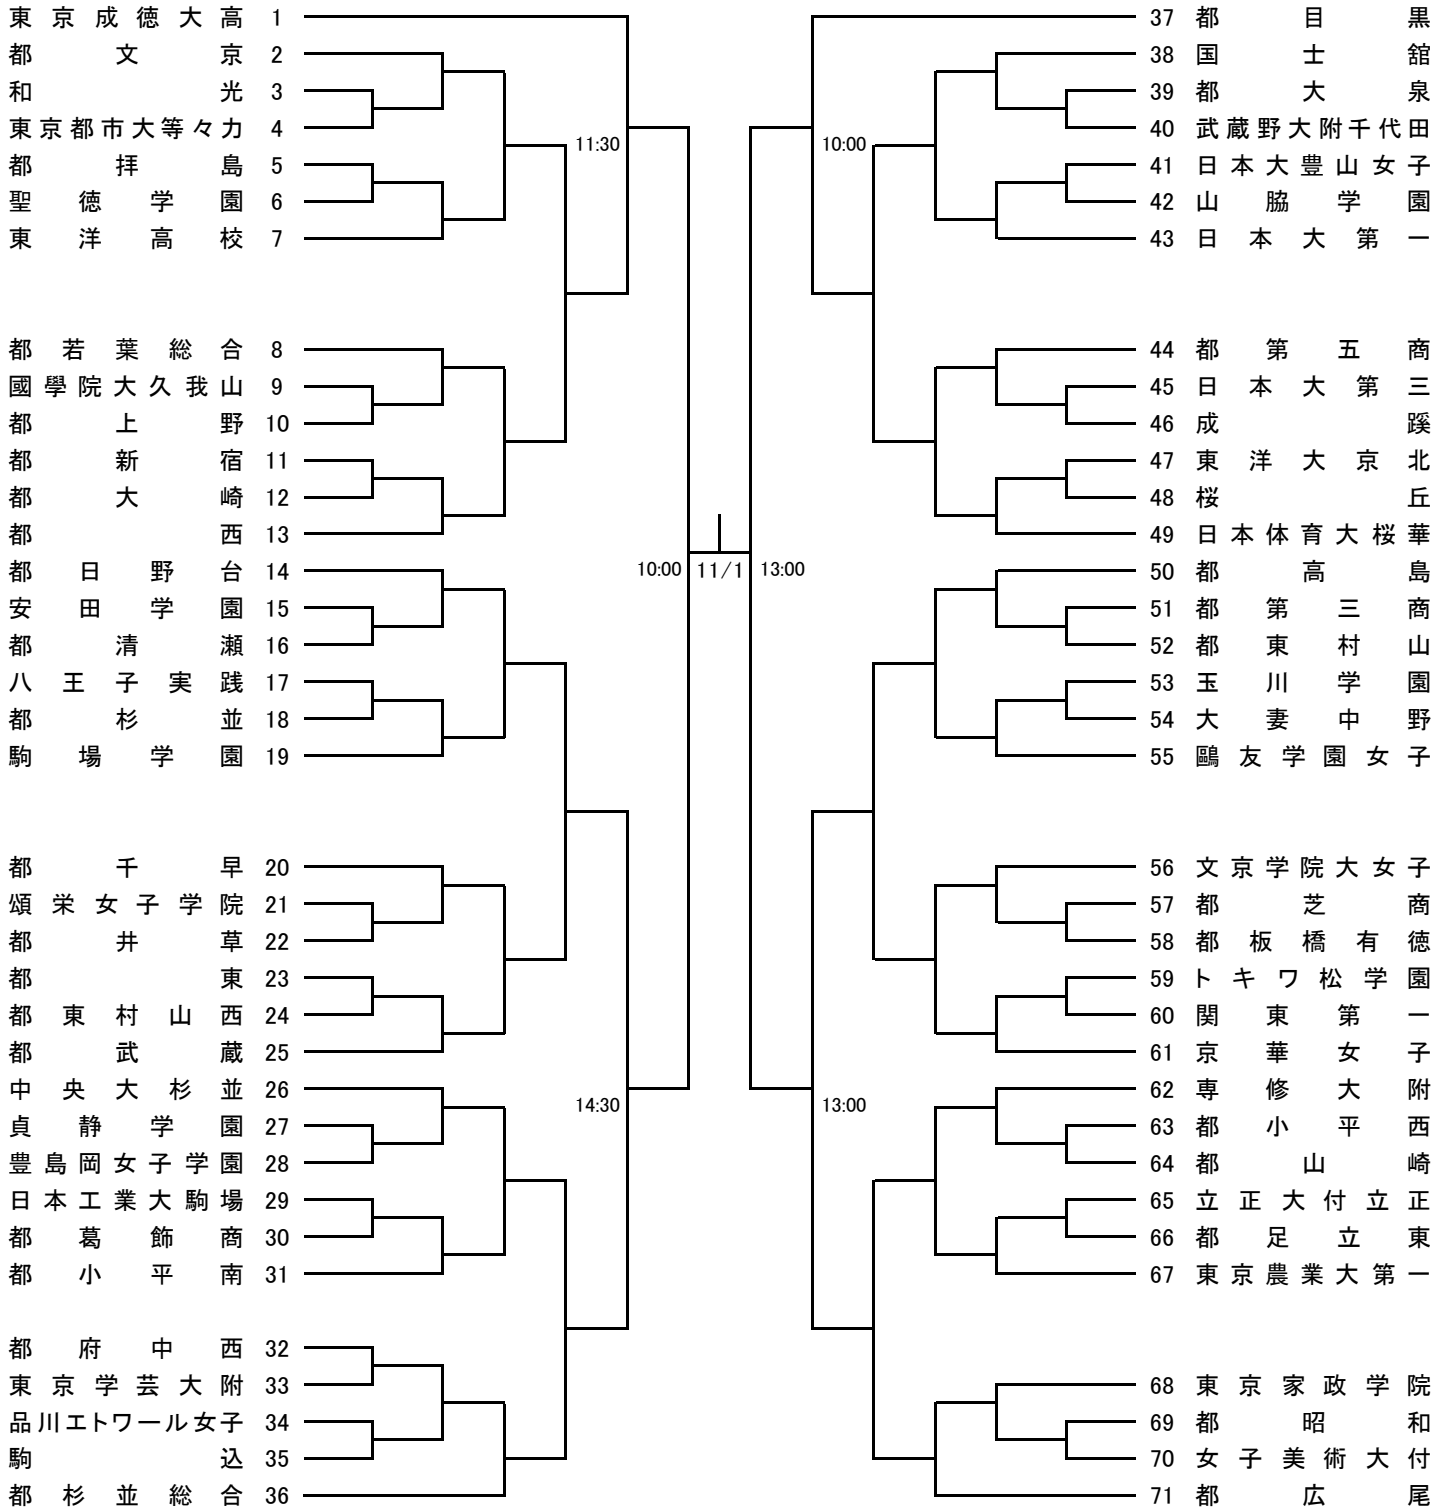 東京成徳大高 1
都文京 2
和光 3
東京都市大等々力 4
都拝島 5
聖徳学園 6
東洋高校 7
都若葉総合 8
國學院大久我山 9
都上野 10
都新宿 11
都大崎 12
都西 13
都日野台 14
安田学園 15
都清瀬 16
八王子実践 17
都杉並 18
駒場学園 19
都千早 20
頌栄女子学院 21
都井草 22
都東 23
都東村山西 24
都武蔵 25
中央大杉並 26
貞静学園 27
豊島岡女子学園 28
日本工業大駒場 29
都葛飾商 30
都小平南 31
都府中西 32
東京学芸大附 33
品川エトワール女子 34
駒込 35
都杉並総合 36
11:30
10:00
14:30
11/1
10:00
13:00
13:00
37 都目黒
38 国士舘
39 都大泉
40 武蔵野大附千代田
41 日本大豊山女子
42 山脇学園
43 日本大第一
44 都第五商
45 日本大第三
46 成蹊
47 東洋大京北
48 桜丘
49 日本体育大桜華
50 都高島
51 都第三商
52 都東村山
53 玉川学園
54 大妻中野
55 鷗友学園女子
56 文京学院大女子
57 都芝商
58 都板橋有徳
59 トキワ松学園
60 関東第一
61 京華女子
62 専修大附
63 都小平西
64 都山崎
65 立正大付立正
66 都足立東
67 東京農業大第一
68 東京家政学院
69 都昭和
70 女子美術大付
71 都広尾